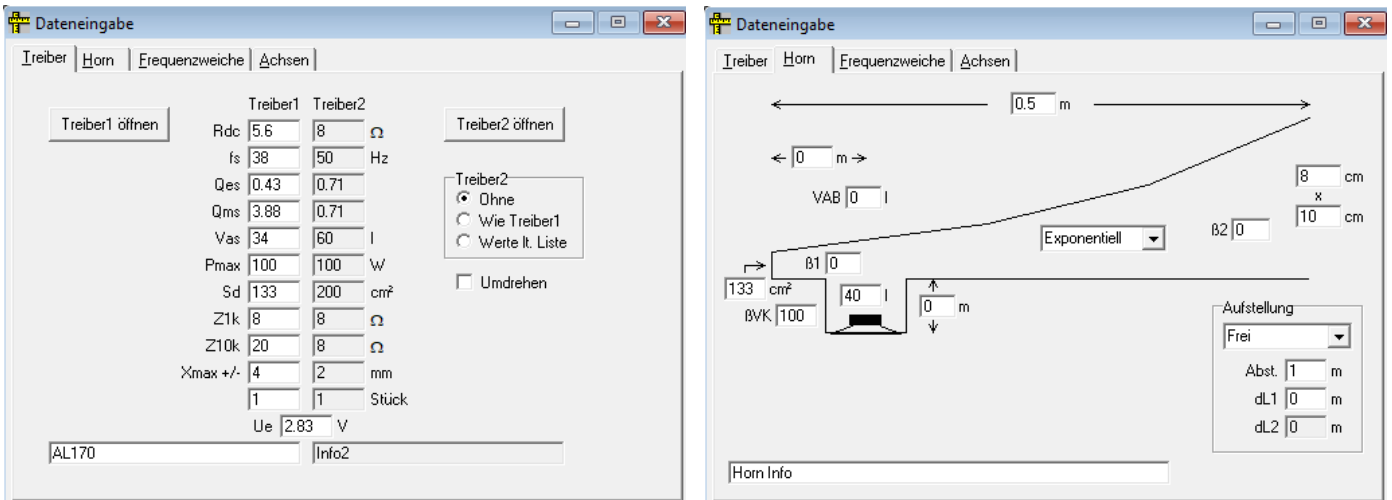 Dateneingabe
Treiber Horn Frequenzweiche Achsen
Treiber1 Treiber2
Treiber1 öffnen
Treiber2 öffnen
Rdc 5.6 8 Ω
fs 38 50 Hz
Qes 0.43 0.71
Qms 3.88 0.71
Vas 34 60 l
Pmax 100 100 W
Sd 133 200 cm²
Z1k 8 8 Ω
Z10k 20 8 Ω
Xmax +/- 4 2 mm
1 1 Stück
Ue 2.83 V
Treiber2
Ohne
Wie Treiber1
Werte lt. Liste
Umdrehen
AL170 Info2
Dateneingabe
Treiber Horn Frequenzweiche Achsen
0.5 m
0 m
VAB 0 l
8 cm
x
10 cm
ß2 0
Exponentiell
ß1 0
133 cm²
40 l
0 m
ßVK 100
Aufstellung
Frei
Abst. 1 m
dL1 0 m
dL2 0 m
Horn Info